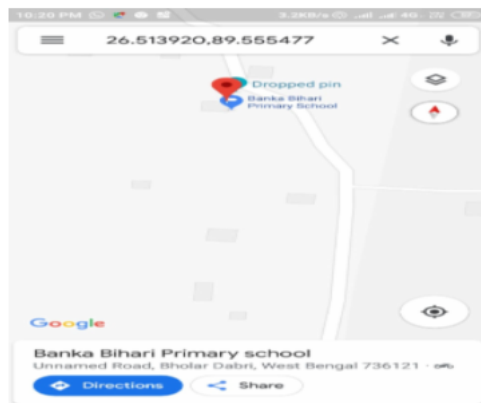 10:20 PM 3.2KB/s 4G
26.513920,89.555477
Dropped pin
Banka Bihari
Primary School
Google
Banka Bihari Primary school
Unnamed Road, Bholar Dabri, West Bengal 736121 ·
Directions
Share